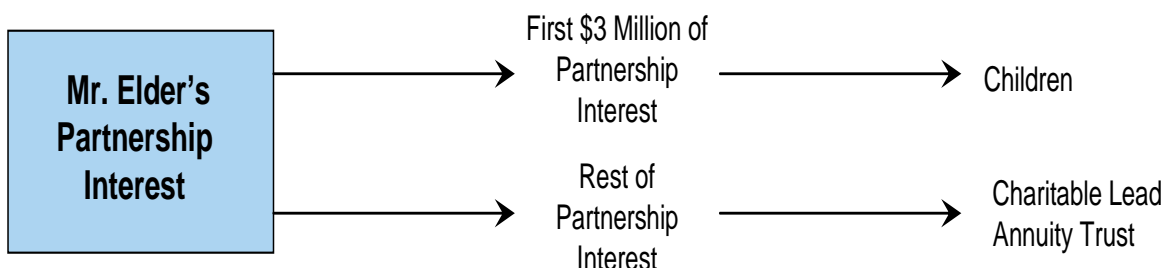 Mr. Elder's
Partnership
Interest
First $3 Million of
Partnership
Interest
Children
Rest of
Partnership
Interest
Charitable Lead
Annuity Trust